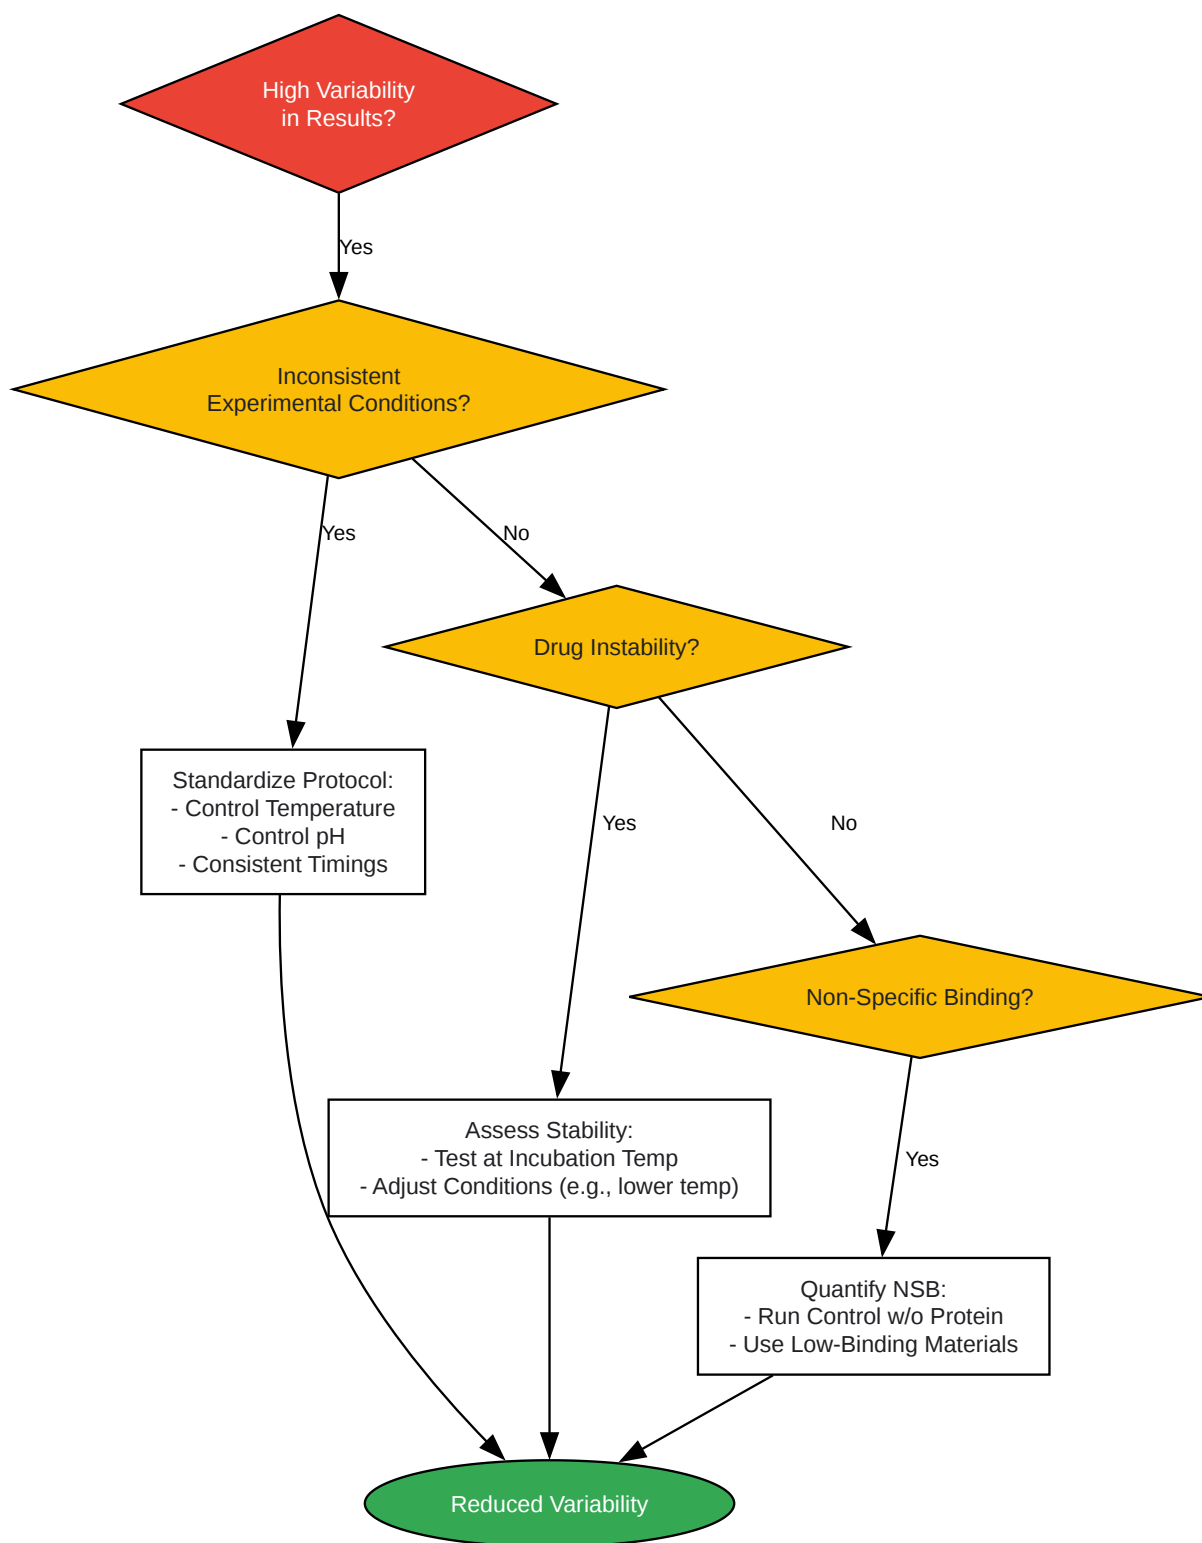 High Variability
in Results?
Yes
Inconsistent
Experimental Conditions?
Yes
No
Drug Instability?
Standardize Protocol:
- Control Temperature
- Control pH
- Consistent Timings
Yes
No
Non-Specific Binding?
Assess Stability:
- Test at Incubation Temp
- Adjust Conditions (e.g., lower temp)
Yes
Quantify NSB:
- Run Control w/o Protein
- Use Low-Binding Materials
Reduced Variability